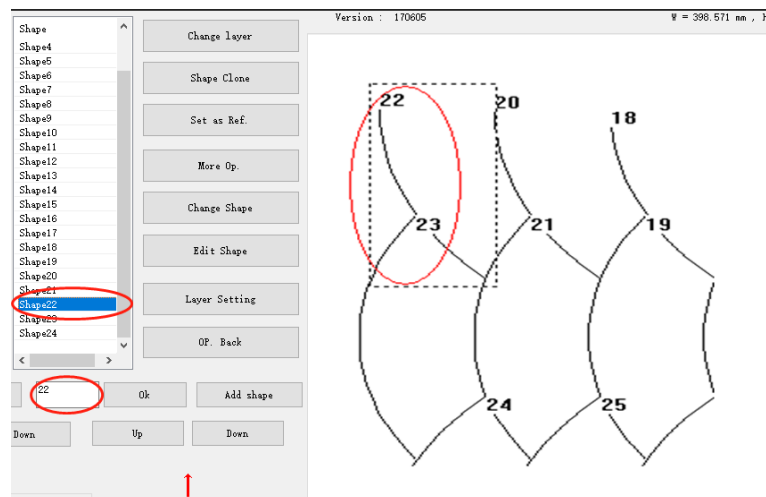 Version : 170605
W = 398.571 mm , H
Shape
Shape4
Shape5
Shape6
Shape7
Shape8
Shape9
Shape10
Shape11
Shape12
Shape13
Shape14
Shape15
Shape16
Shape17
Shape18
Shape19
Shape20
Shape21
Shape22
Shape23
Shape24
Change layer
Shape Clone
Set as Ref.
More Op.
Change Shape
Edit Shape
Layer Setting
OP. Back
22
Ok
Add shape
Down
Up
Down
22
20
18
23
21
19
24
25